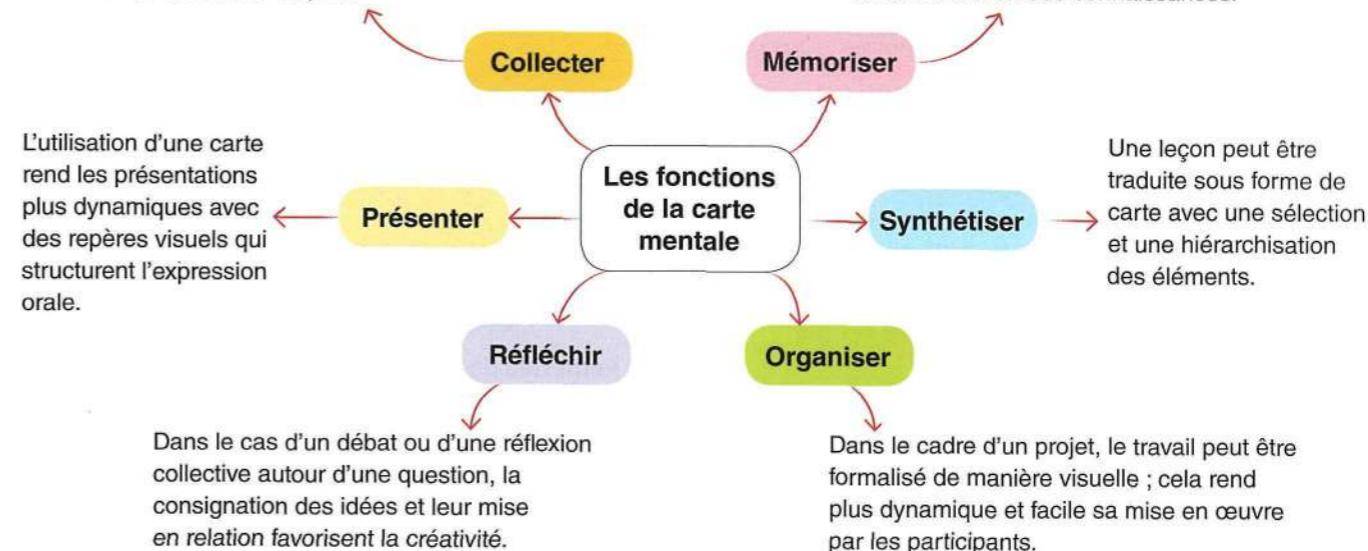 Collecter
Mémoriser
L'utilisation d'une carte
rend les présentations
plus dynamiques avec
des repères visuels qui
structurent l'expression
orale.
Présenter
Les fonctions
de la carte
mentale
Synthétiser
Une leçon peut être
traduite sous forme de
carte avec une sélection
et une hiérarchisation
des éléments.
Réfléchir
Organiser
Dans le cas d'un débat ou d'une réflexion
collective autour d'une question, la
consignation des idées et leur mise
en relation favorisent la créativité.
Dans le cadre d'un projet, le travail peut être
formalisé de manière visuelle ; cela rend
plus dynamique et facile sa mise en œuvre
par les participants.